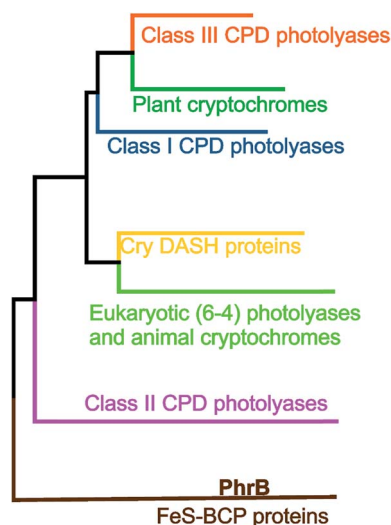 Class III CPD photolyases
Plant cryptochromes
Class I CPD photolyases
Cry DASH proteins
Eukaryotic (6-4) photolyases
and animal cryptochromes
Class II CPD photolyases
PhrB
FeS-BCP proteins